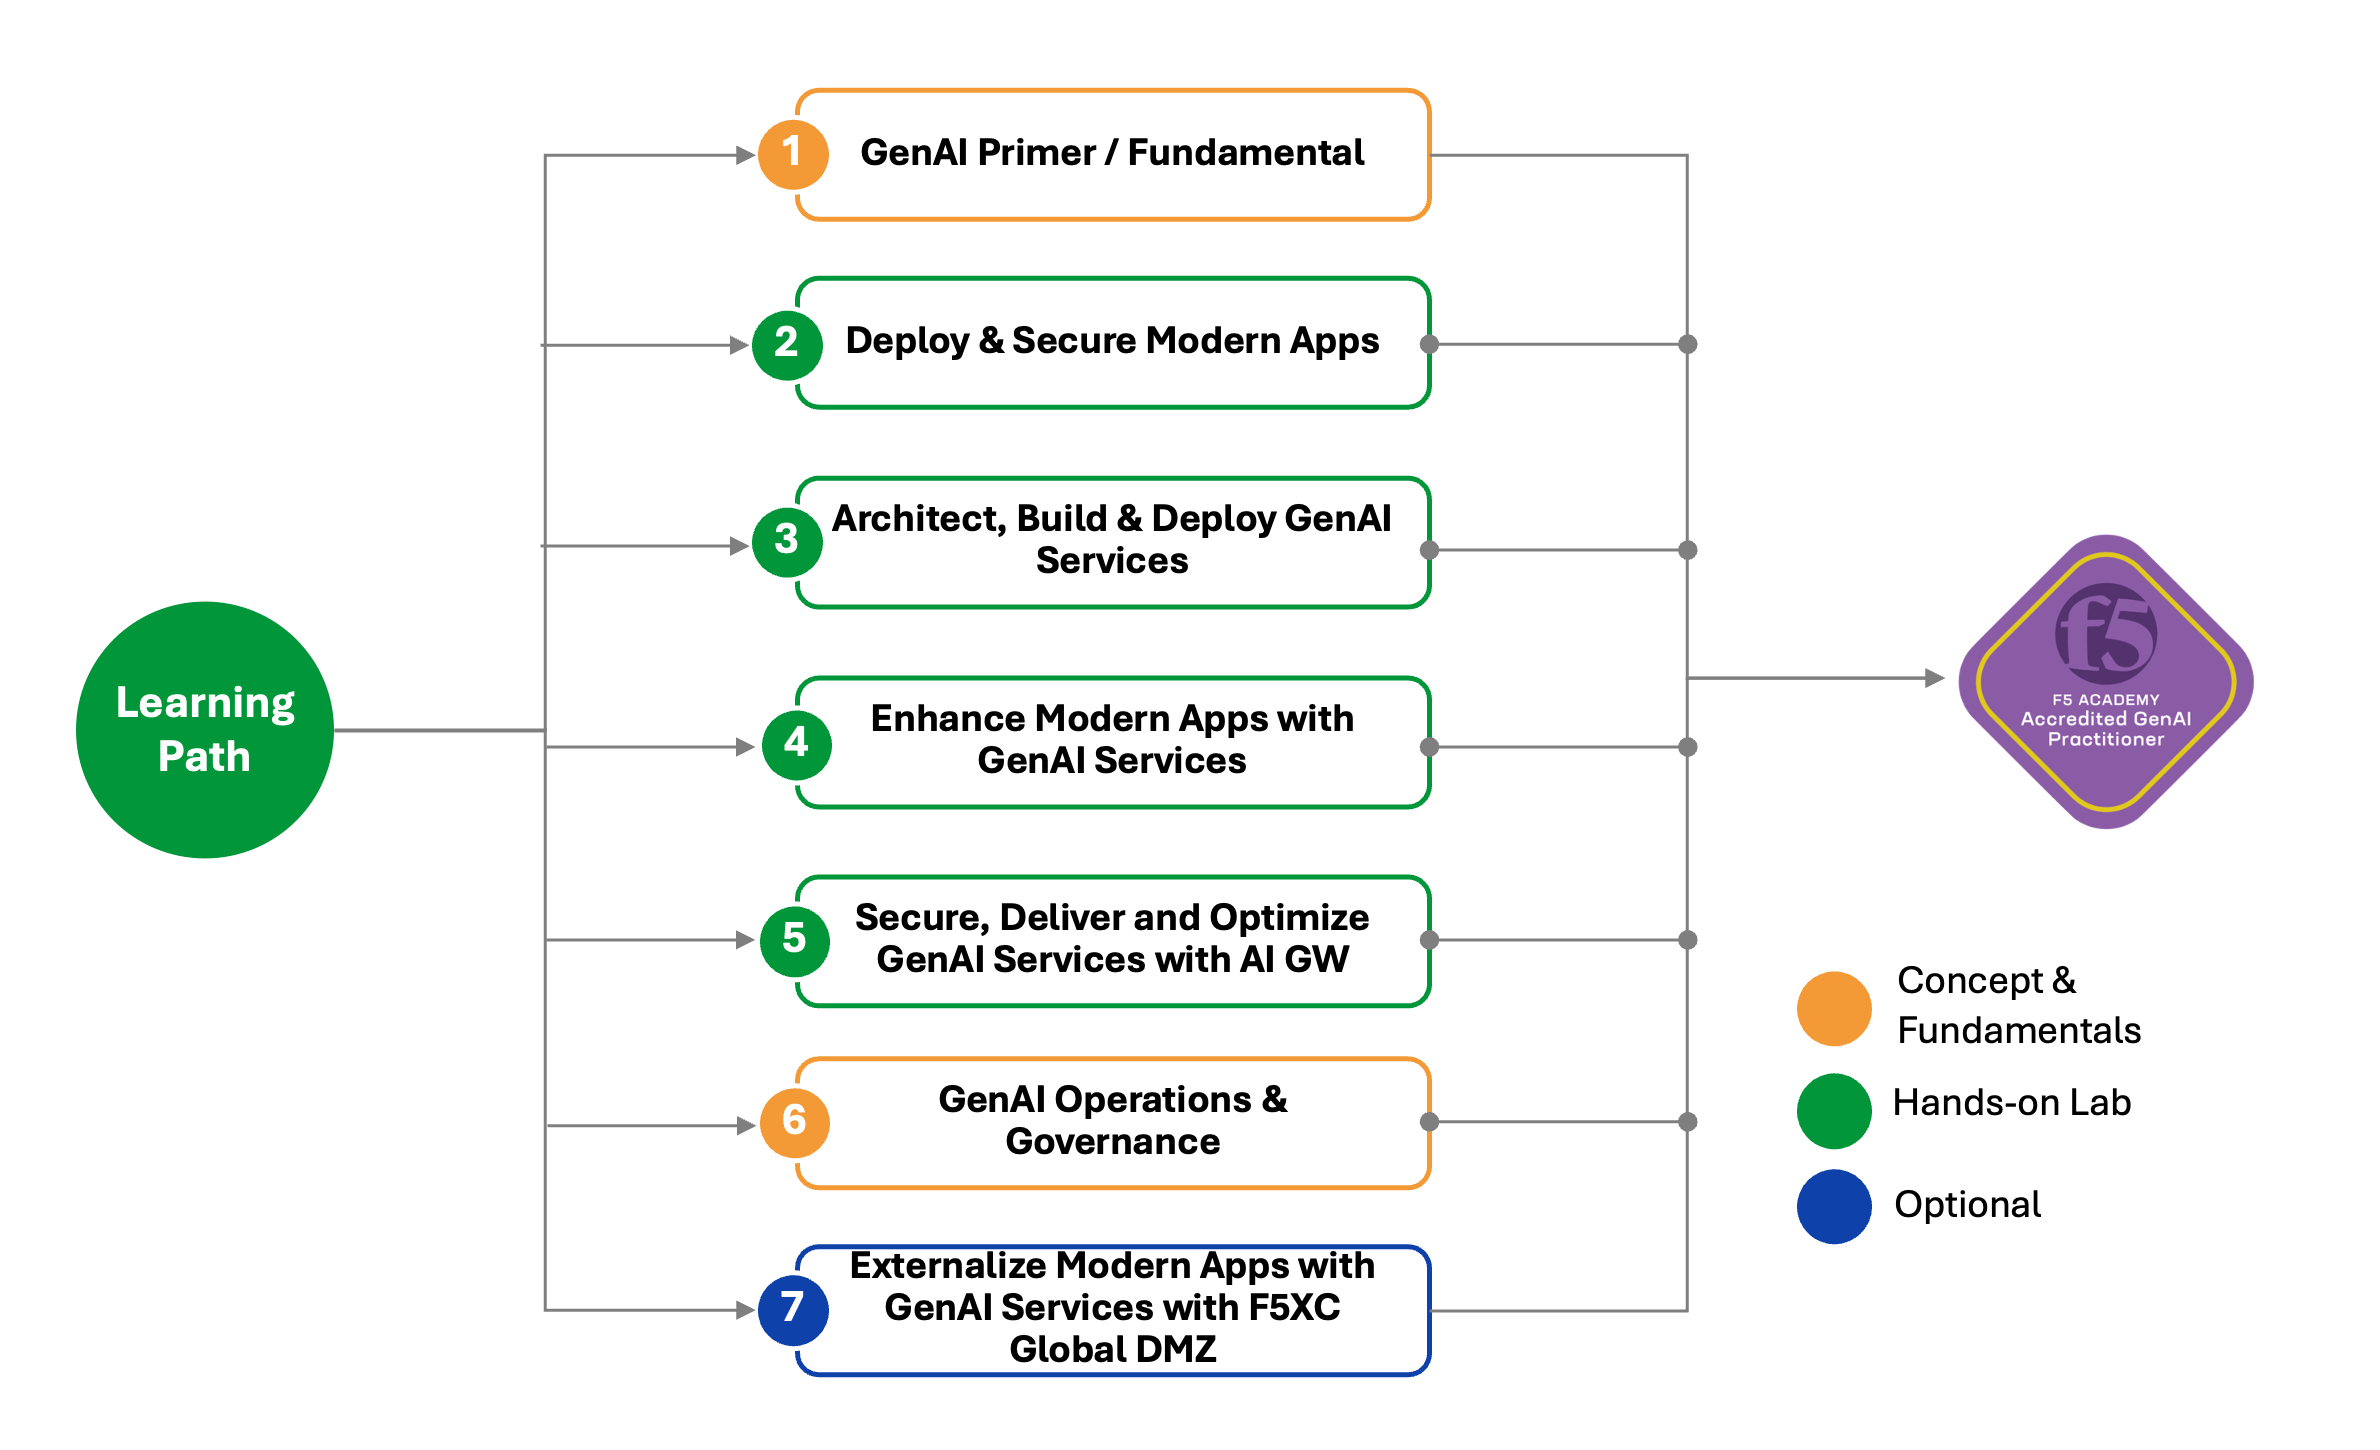 Learning
Path
1
GenAI Primer / Fundamental
2
Deploy & Secure Modern Apps
3
Architect, Build & Deploy GenAI
Services
4
Enhance Modern Apps with
GenAI Services
5
Secure, Deliver and Optimize
GenAI Services with AI GW
6
GenAI Operations &
Governance
7
Externalize Modern Apps with
GenAI Services with F5XC
Global DMZ
f5
F5 ACADEMY
Accredited GenAI
Practitioner
Concept &
Fundamentals
Hands-on Lab
Optional